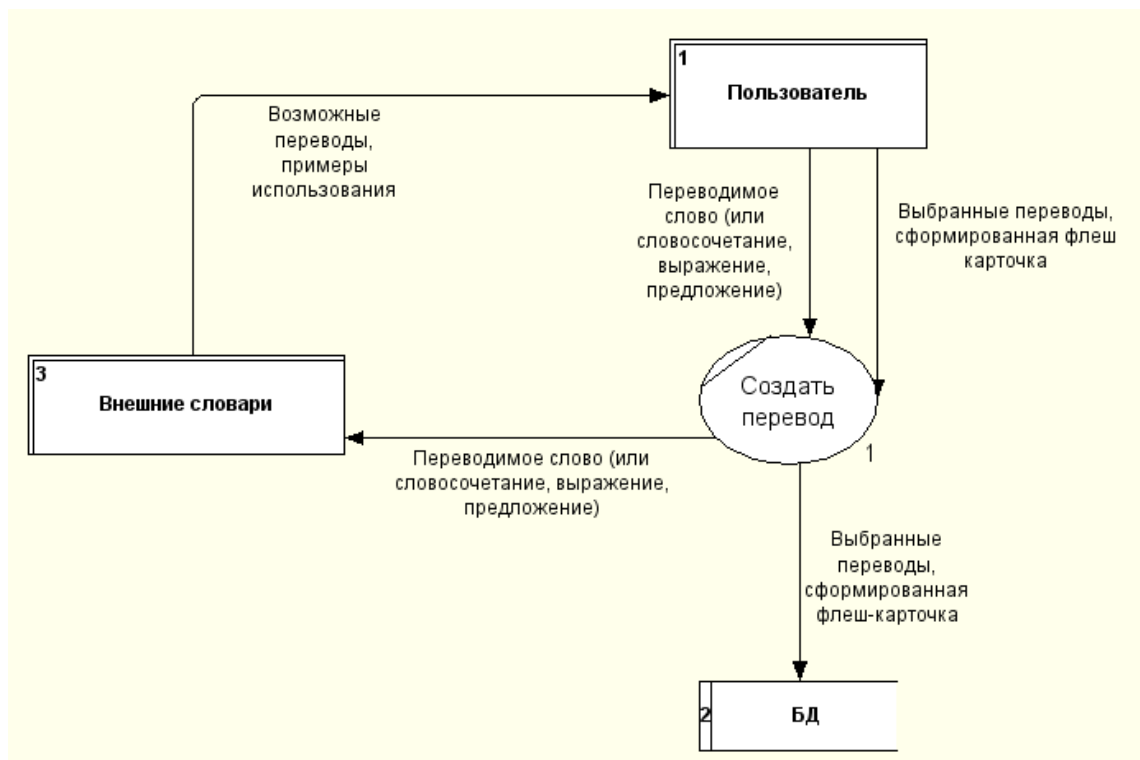 1
Пользователь
Возможные
переводы,
примеры
использования
Переводимое
слово (или
словосочетание,
выражение,
предложение)
Выбранные переводы,
сформированная флеш
карточка
3
Внешние словари
Создать
перевод
1
Переводимое слово (или
словосочетание, выражение,
предложение)
Выбранные
переводы,
сформированная
флеш-карточка
2
БД